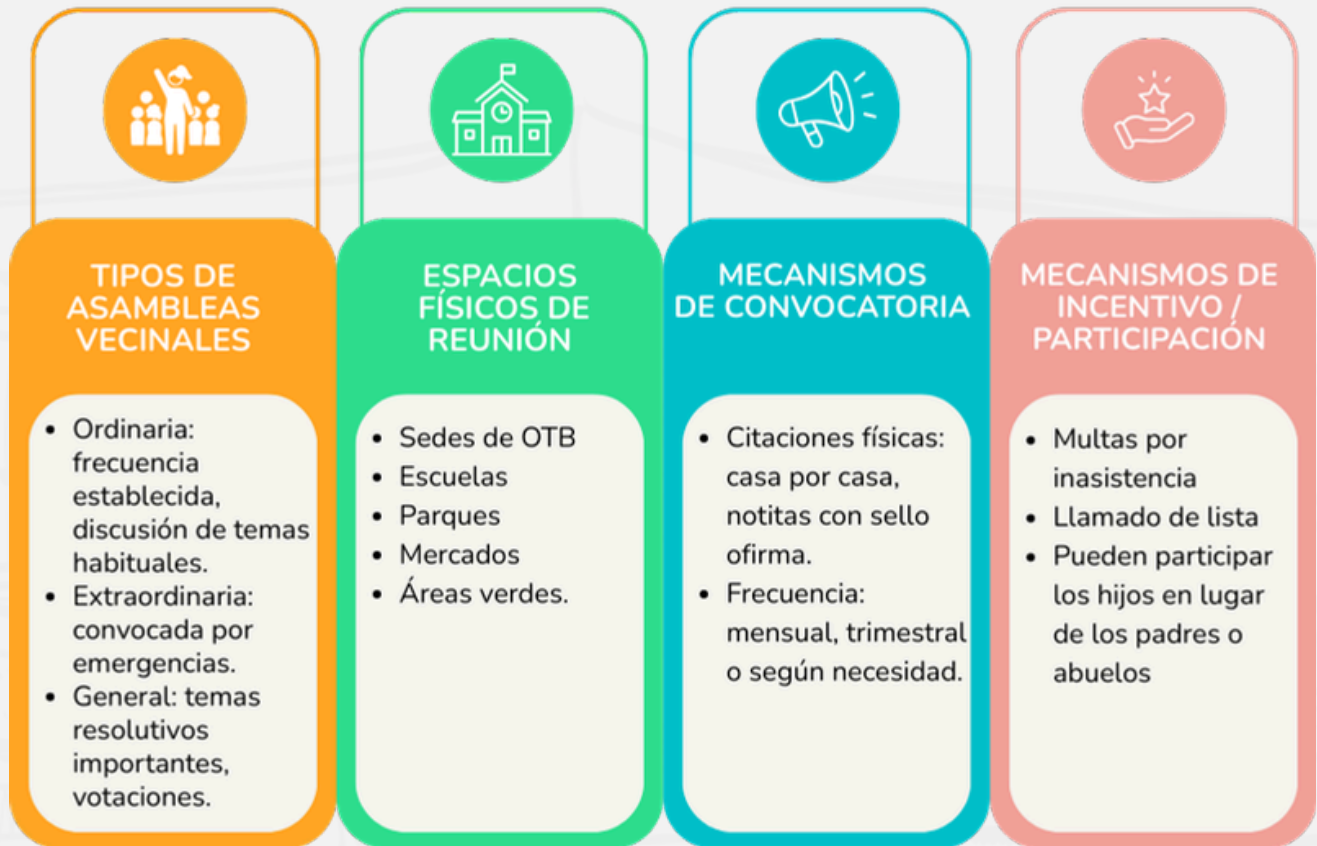 TIPOS DE
ASAMBLEAS
VECINALES
• Ordinaria:
frecuencia
establecida,
discusión de temas
habituales.
• Extraordinaria:
convocada por
emergencias.
• General: temas
resolutivos
importantes,
votaciones.
ESPACIOS
FÍSICOS DE
REUNIÓN
• Sedes de OTB
• Escuelas
• Parques
• Mercados
• Áreas verdes.
MECANISMOS
DE CONVOCATORIA
• Citaciones físicas:
casa por casa,
notitas con sello
ofirma.
• Frecuencia:
mensual, trimestral
o según necesidad.
MECANISMOS DE
INCENTIVO /
PARTICIPACIÓN
• Multas por
inasistencia
• Llamado de lista
• Pueden participar
los hijos en lugar
de los padres o
abuelos